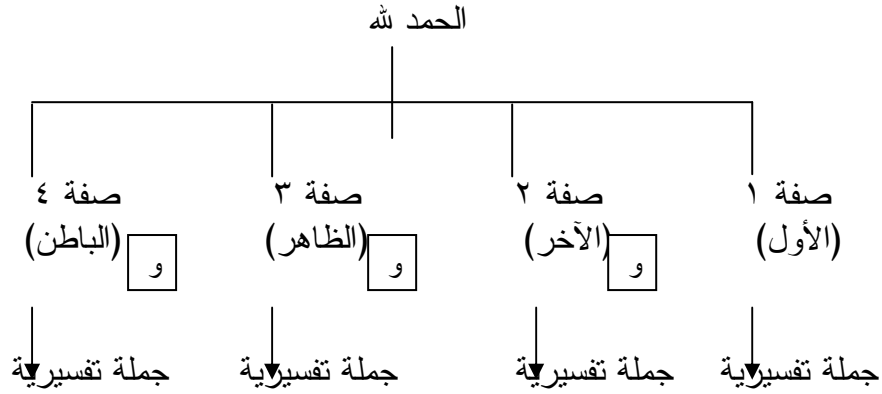 الحمد لله
صفة ١ صفة ٢ صفة ٣ صفة ٤
(الأول) و (الآخر) و (الظاهر) و (الباطن)
جملة تفسيرية جملة تفسيرية جملة تفسيرية جملة تفسيرية